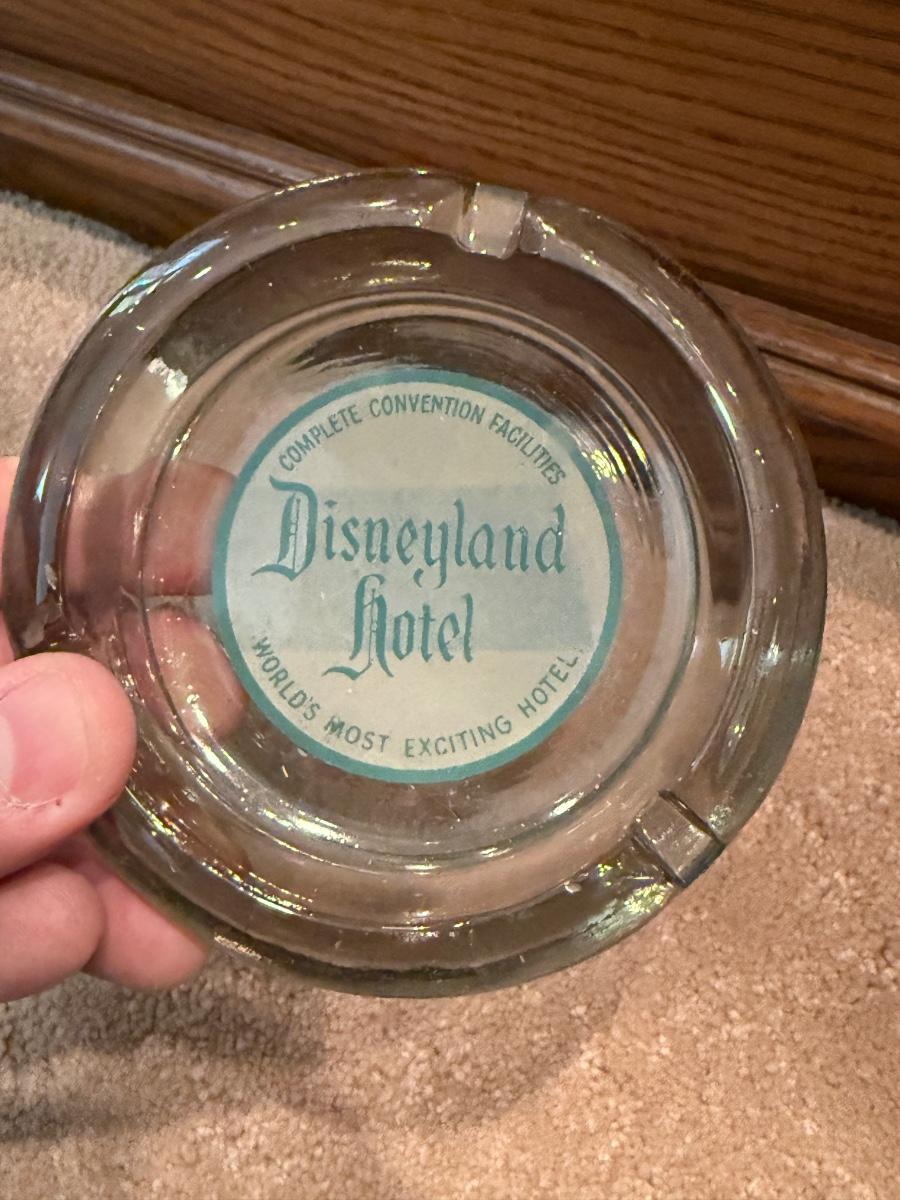 COMPLETE CONVENTION FACILITIES
Disneyland
Hotel
WORLD'S MOST EXCITING HOTEL